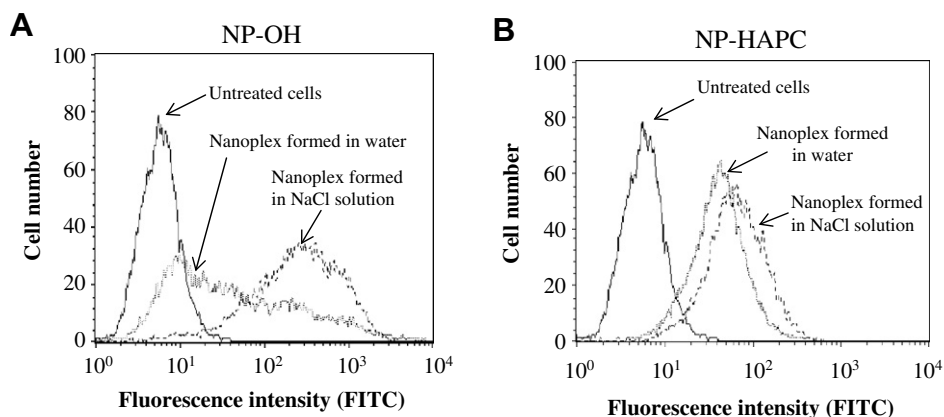 A
NP-OH
Cell number
100
80
60
40
20
0
Untreated cells
Nanoplex formed in water
Nanoplex formed
in NaCl solution
10^0
10^1
10^2
10^3
10^4
Fluorescence intensity (FITC)
B
NP-HAPC
Cell number
100
80
60
40
20
0
Untreated cells
Nanoplex formed
in water
Nanoplex formed
in NaCl solution
10^0
10^1
10^2
10^3
10^4
Fluorescence intensity (FITC)